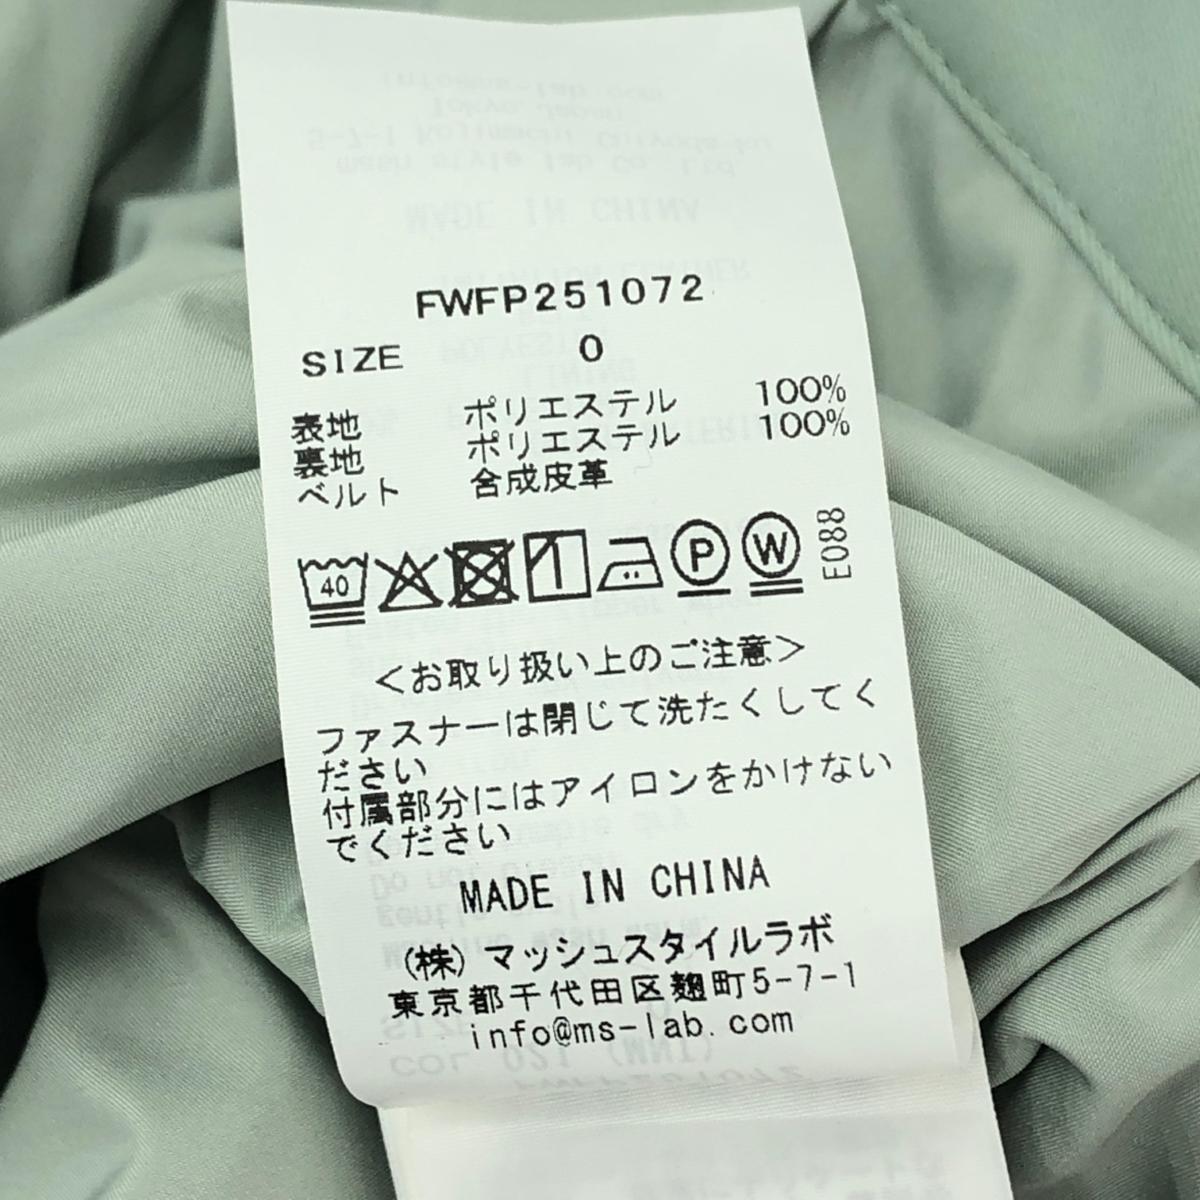 FWFP251072
SIZE 0
表地 ポリエステル 100%
裏地 ポリエステル 100%
ベルト 合成皮革
40 P W E088
<お取り扱い上のご注意>
ファスナーは閉じて洗たくしてく
ださい
付属部分にはアイロンをかけない
でください
MADE IN CHINA
(株)マッシュスタイルラボ
東京都千代田区麹町5-7-1
info@ms-lab.com